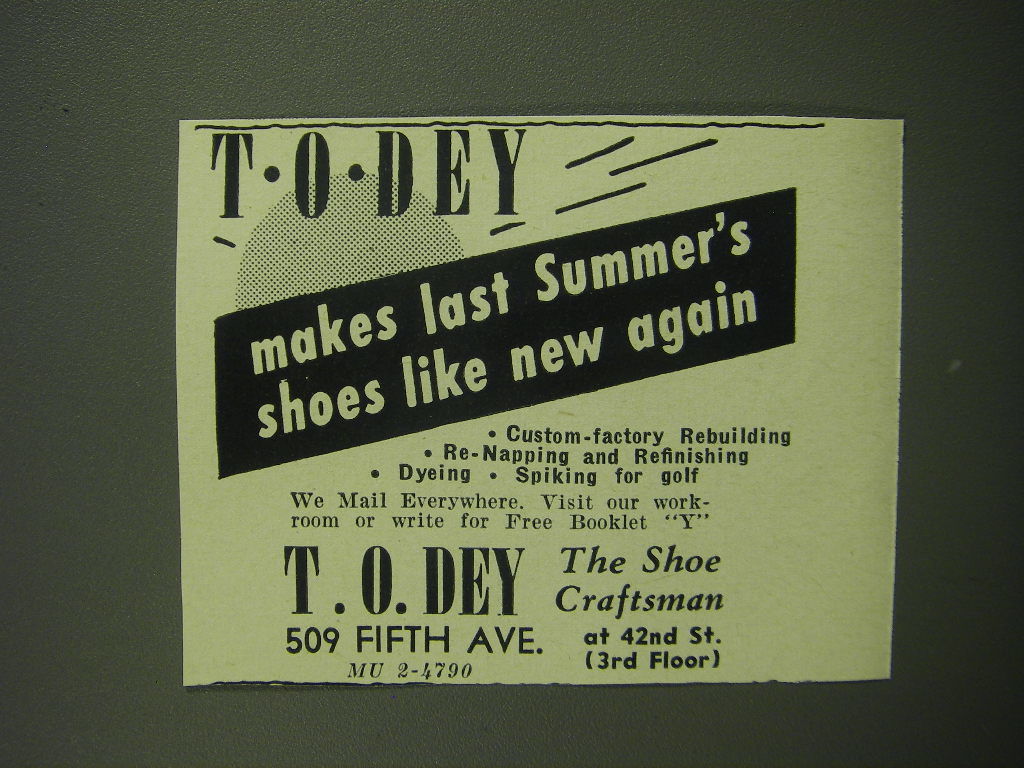 T·O·DEY
makes last Summer's
shoes like new again
• Custom-factory Rebuilding
• Re-Napping and Refinishing
• Dyeing • Spiking for golf
We Mail Everywhere. Visit our work-
room or write for Free Booklet "Y"
T. O. DEY The Shoe
Craftsman
509 FIFTH AVE. at 42nd St.
MU 2-4790 (3rd Floor)